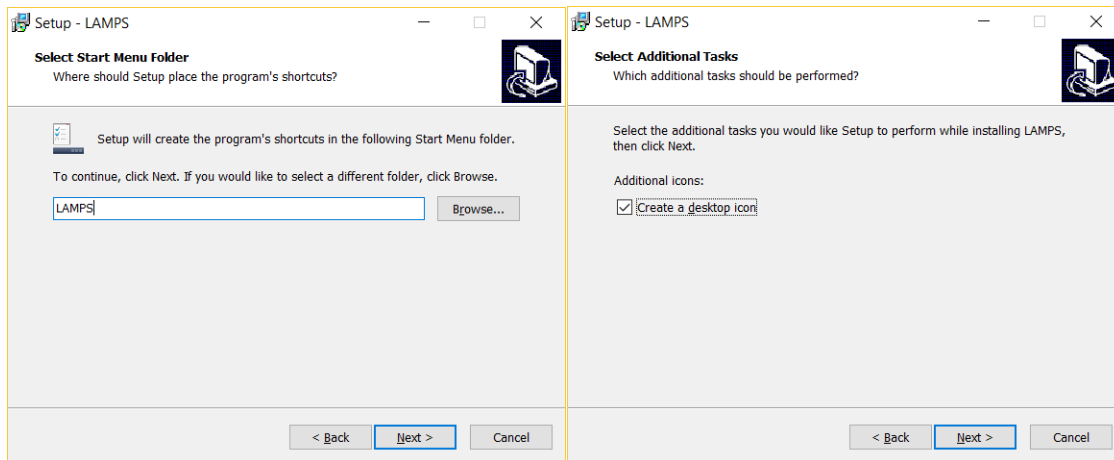 Setup - LAMPS
Select Start Menu Folder
Where should Setup place the program's shortcuts?
Setup will create the program's shortcuts in the following Start Menu folder.
To continue, click Next. If you would like to select a different folder, click Browse.
LAMPS
Browse...
< Back
Next >
Cancel
Setup - LAMPS
Select Additional Tasks
Which additional tasks should be performed?
Select the additional tasks you would like Setup to perform while installing LAMPS,
then click Next.
Additional icons:
Create a desktop icon
< Back
Next >
Cancel